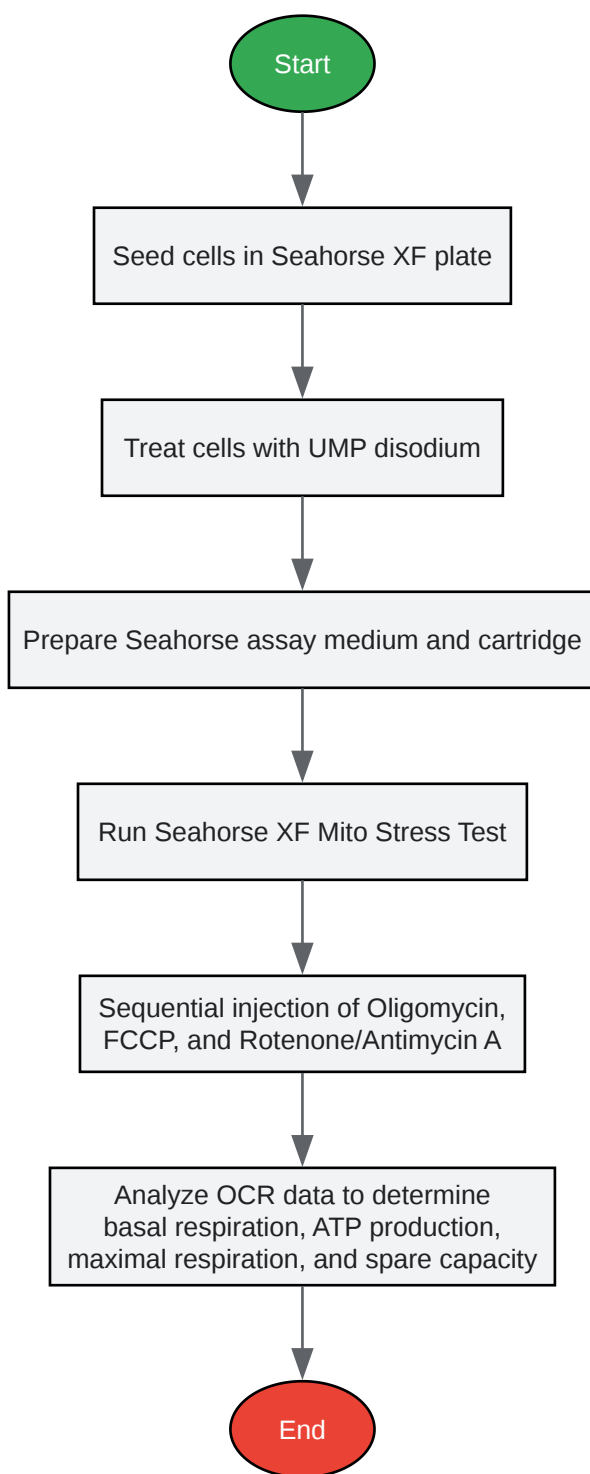 Start
Seed cells in Seahorse XF plate
Treat cells with UMP disodium
Prepare Seahorse assay medium and cartridge
Run Seahorse XF Mito Stress Test
Sequential injection of Oligomycin,
FCCP, and Rotenone/Antimycin A
Analyze OCR data to determine
basal respiration, ATP production,
maximal respiration, and spare capacity
End